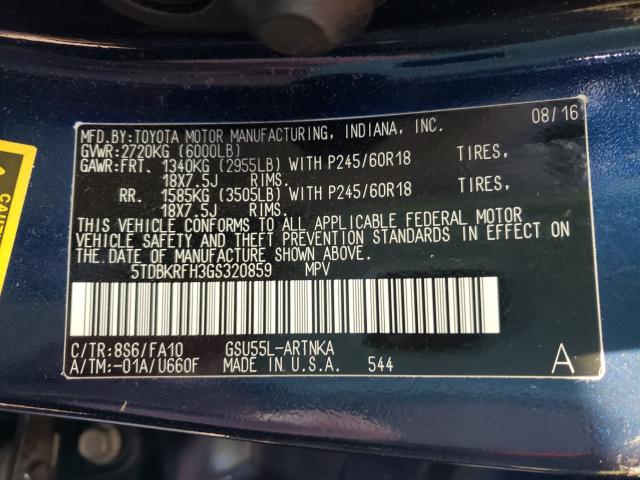 MFD.BY:TOYOTA MOTOR MANUFACTURING, INDIANA, INC. 08/16
GVWR:2720KG (6000LB)
GAWR:FRT. 1340KG (2955LB) WITH P245/60R18 TIRES,
18X7.5J RIMS.
RR. 1585KG (3505LB) WITH P245/60R18 TIRES,
18X7.5J RIMS.
THIS VEHICLE CONFORMS TO ALL APPLICABLE FEDERAL MOTOR
VEHICLE SAFETY AND THEFT PREVENTION STANDARDS IN EFFECT ON
THE DATE OF MANUFACTURE SHOWN ABOVE.
5TDBKRFH3GS320859 MPV
C/TR:8S6/FA10 GSU55L-ARTNKA
A/TM:-01A/U660F MADE IN U.S.A. 544 A